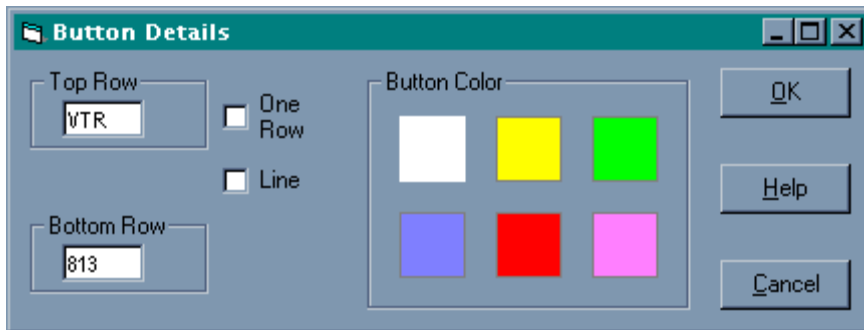 Button Details
Top Row
VTR
One
Row
Line
Bottom Row
813
Button Color
OK
Help
Cancel